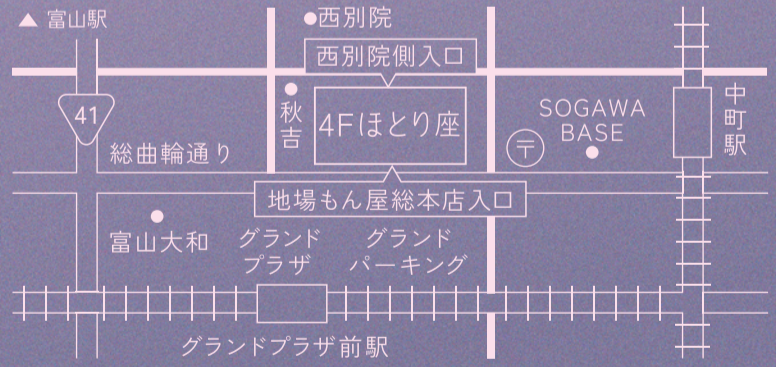 ▲ 富山駅
●西別院
西別院側入口
41
秋吉
4Fほとり座
〒
SOGAWA
BASE
中町駅
総曲輪通り
地場もん屋総本店入口
富山大和
グランド
プラザ
グランド
パーキング
グランドプラザ前駅